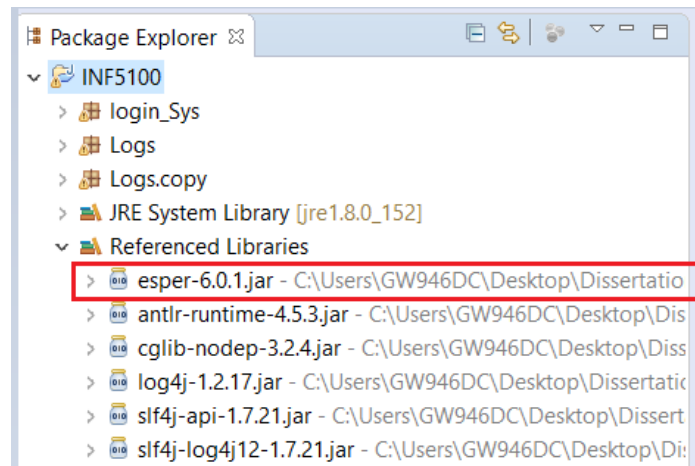 Package Explorer
INF5100
login_Sys
Logs
Logs.copy
JRE System Library [jre1.8.0_152]
Referenced Libraries
esper-6.0.1.jar - C:\Users\GW946DC\Desktop\Dissertatio
antlr-runtime-4.5.3.jar - C:\Users\GW946DC\Desktop\Dis
cglib-nodep-3.2.4.jar - C:\Users\GW946DC\Desktop\Diss
log4j-1.2.17.jar - C:\Users\GW946DC\Desktop\Dissertatic
slf4j-api-1.7.21.jar - C:\Users\GW946DC\Desktop\Dissert
slf4j-log4j12-1.7.21.jar - C:\Users\GW946DC\Desktop\Di